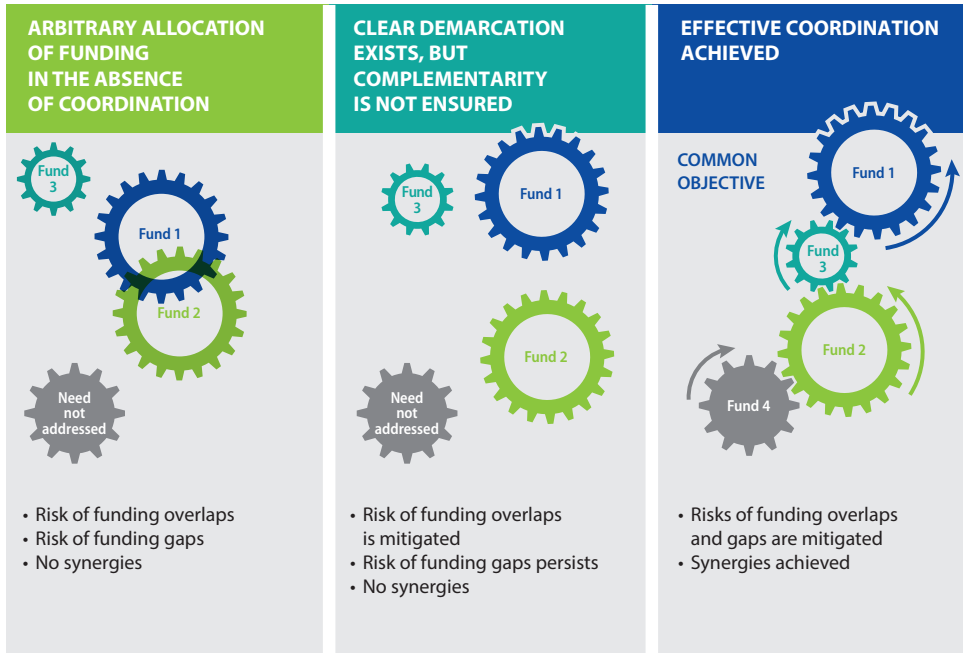 ARBITRARY ALLOCATION
OF FUNDING
IN THE ABSENCE
OF COORDINATION
Fund
3
Fund 1
Fund 2
Need
not
addressed
• Risk of funding overlaps
• Risk of funding gaps
• No synergies
CLEAR DEMARCATION
EXISTS, BUT
COMPLEMENTARITY
IS NOT ENSURED
Fund
3
Fund 1
Fund 2
Need
not
addressed
• Risk of funding overlaps
is mitigated
• Risk of funding gaps persists
• No synergies
EFFECTIVE COORDINATION
ACHIEVED
COMMON
OBJECTIVE
Fund 1
Fund
3
Fund 2
Fund 4
• Risks of funding overlaps
and gaps are mitigated
• Synergies achieved